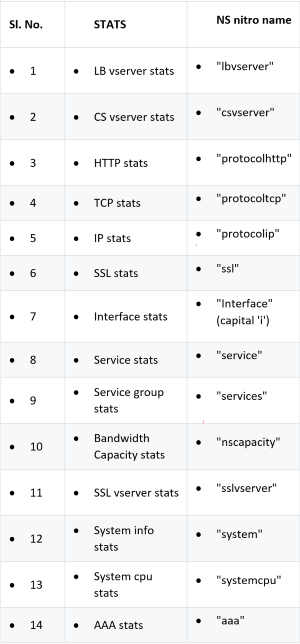 Sl. No. STATS NS nitro name
• 1 • LB vserver stats • "lbvserver"
• 2 • CS vserver stats • "csvserver"
• 3 • HTTP stats • "protocolhttp"
• 4 • TCP stats • "protocoltcp"
• 5 • IP stats • "protocolip"
• 6 • SSL stats • "ssl"
• 7 • Interface stats • "Interface"
(capital 'i')
• 8 • Service stats • "service"
• 9 • Service group • "services"
stats
• 10 • Bandwidth • "nscapacity"
Capacity stats
• 11 • SSL vserver stats • "sslvserver"
• 12 • System info • "system"
stats
• 13 • System cpu • "systemcpu"
stats
• 14 • AAA stats • "aaa"